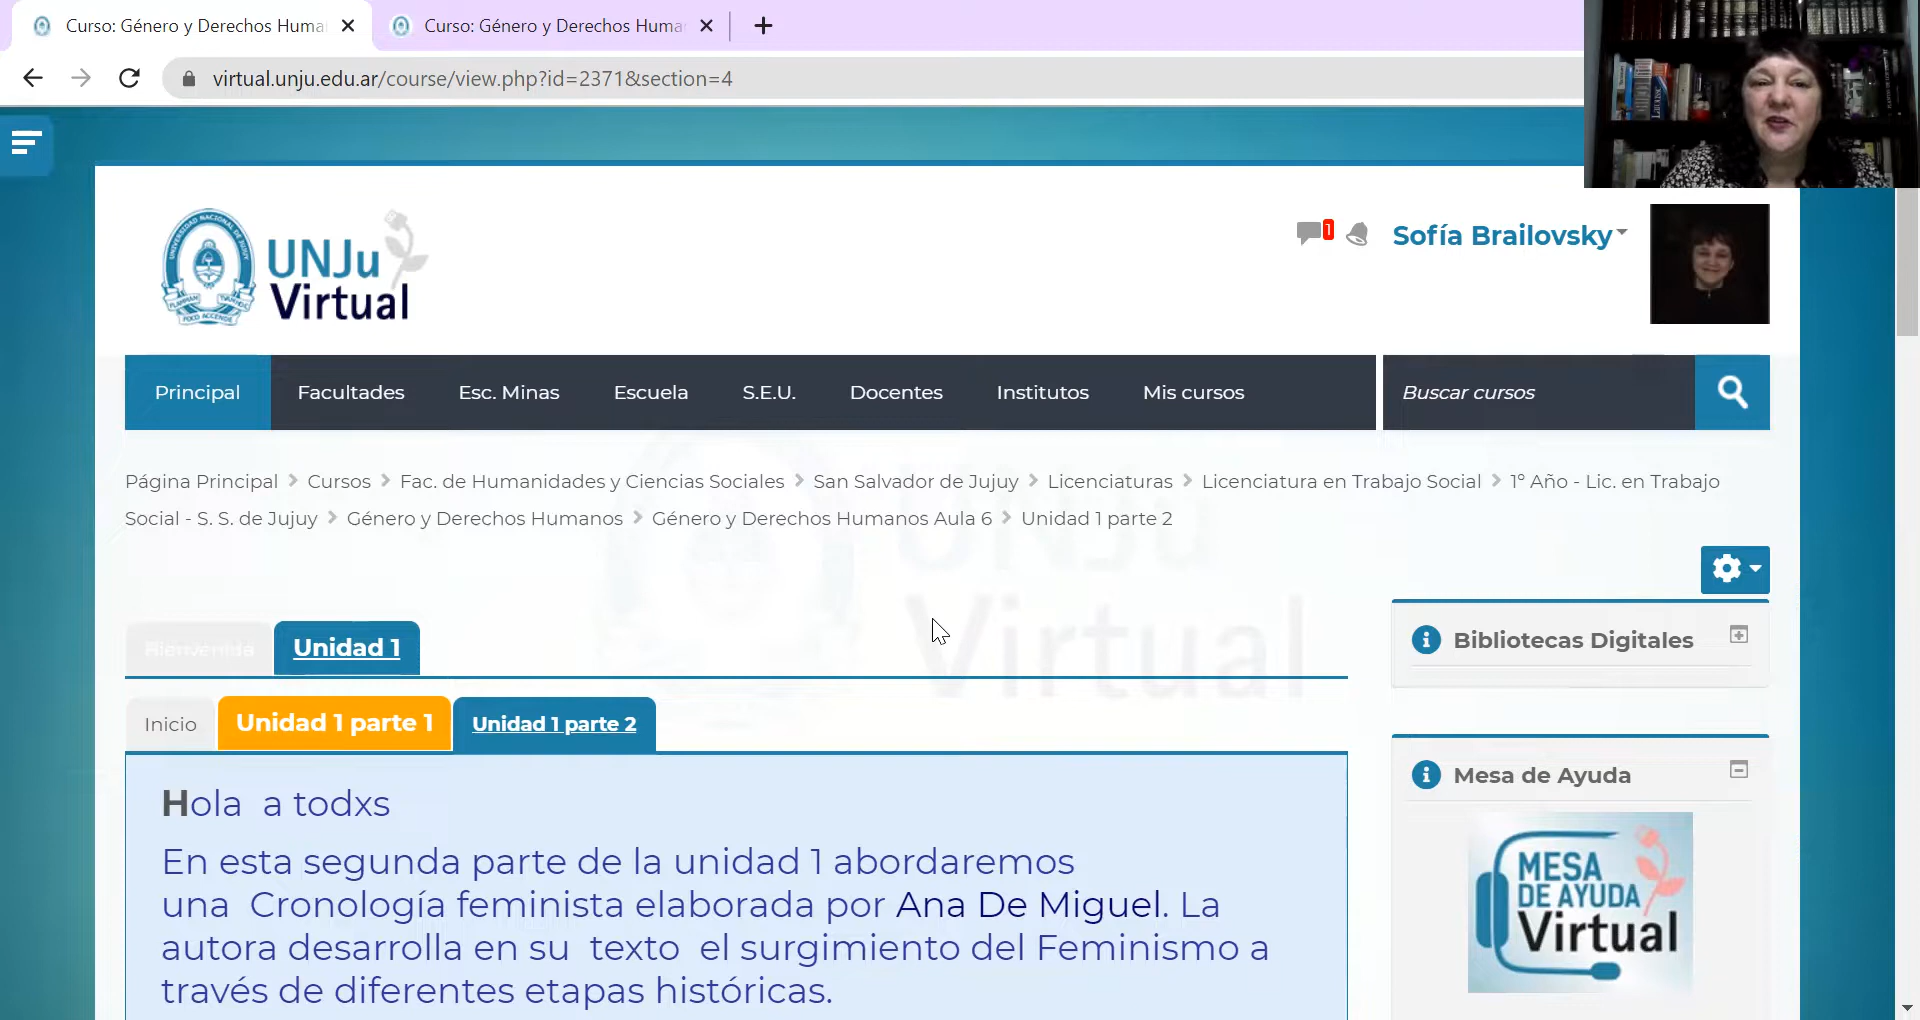 Curso: Género y Derechos Huma
Curso: Género y Derechos Huma
virtual.unju.edu.ar/course/view.php?id=2371&section=4
UNIVERSIDAD NACIONAL DE JUJUY
UNJu
Virtual
1
Sofía Brailovsky
Principal
Facultades
Esc. Minas
Escuela
S.E.U.
Docentes
Institutos
Mis cursos
Buscar cursos
Página Principal > Cursos > Fac. de Humanidades y Ciencias Sociales > San Salvador de Jujuy > Licenciaturas > Licenciatura en Trabajo Social > 1º Año - Lic. en Trabajo
Social - S. S. de Jujuy > Género y Derechos Humanos > Género y Derechos Humanos Aula 6 > Unidad 1 parte 2
Bienvenida
Unidad 1
Inicio
Unidad 1 parte 1
Unidad 1 parte 2
Hola a todxs
En esta segunda parte de la unidad 1 abordaremos
una Cronología feminista elaborada por Ana De Miguel. La
autora desarrolla en su texto el surgimiento del Feminismo a
través de diferentes etapas históricas.
Bibliotecas Digitales
Mesa de Ayuda
MESA
DE AYUDA
Virtual